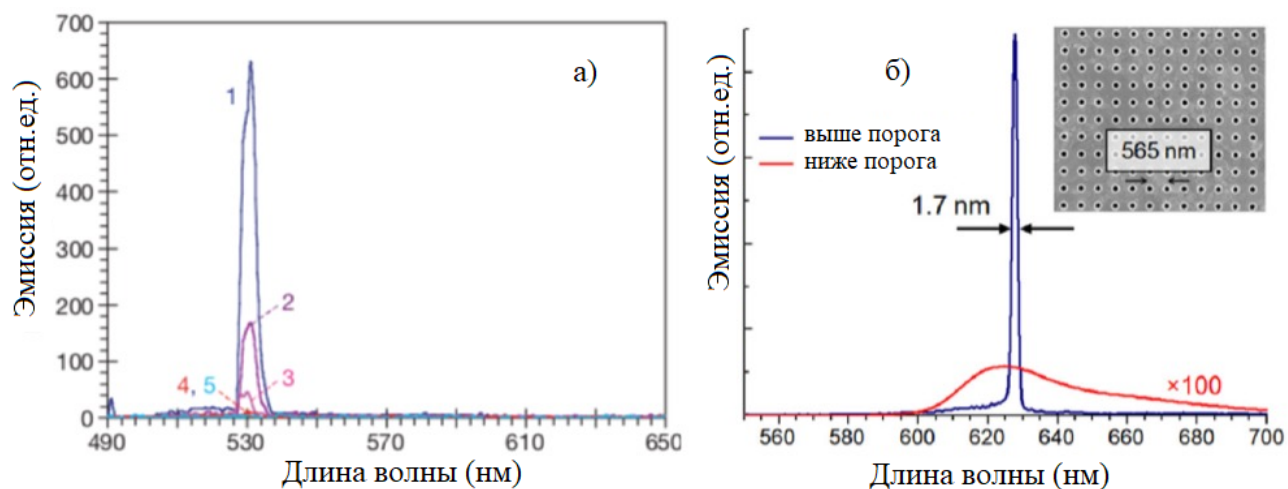 700
600
500
400
300
200
100
0
490
530
570
610
650
Эмиссия (отн.ед.)
Длина волны (нм)
а)
1
2
3
4, 5
б)
Эмиссия (отн.ед.)
выше порога
ниже порога
1.7 nm
565 nm
×100
560
580
600
620
640
660
680
700
Длина волны (нм)